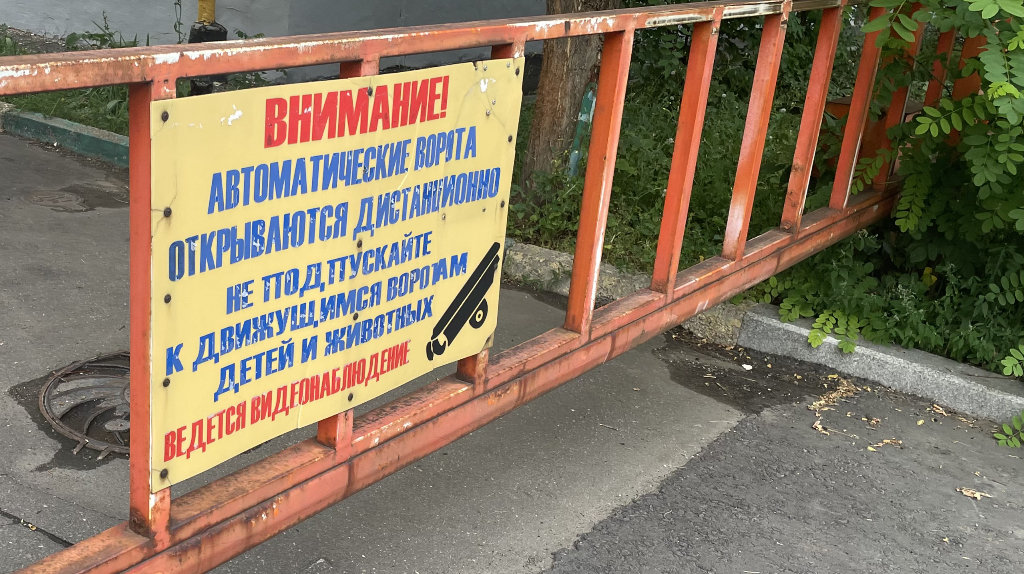 ВНИМАНИЕ!
АВТОМАТИЧЕСКИЕ ВОРОТА
ОТКРЫВАЮТСЯ ДИСТАНЦИОННО
НЕ ПОДПУСКАЙТЕ
К ДВИЖУЩИМСЯ ВОРОТАМ
ДЕТЕЙ И ЖИВОТНЫХ
ВЕДЕТСЯ ВИДЕОНАБЛЮДЕНИЕ